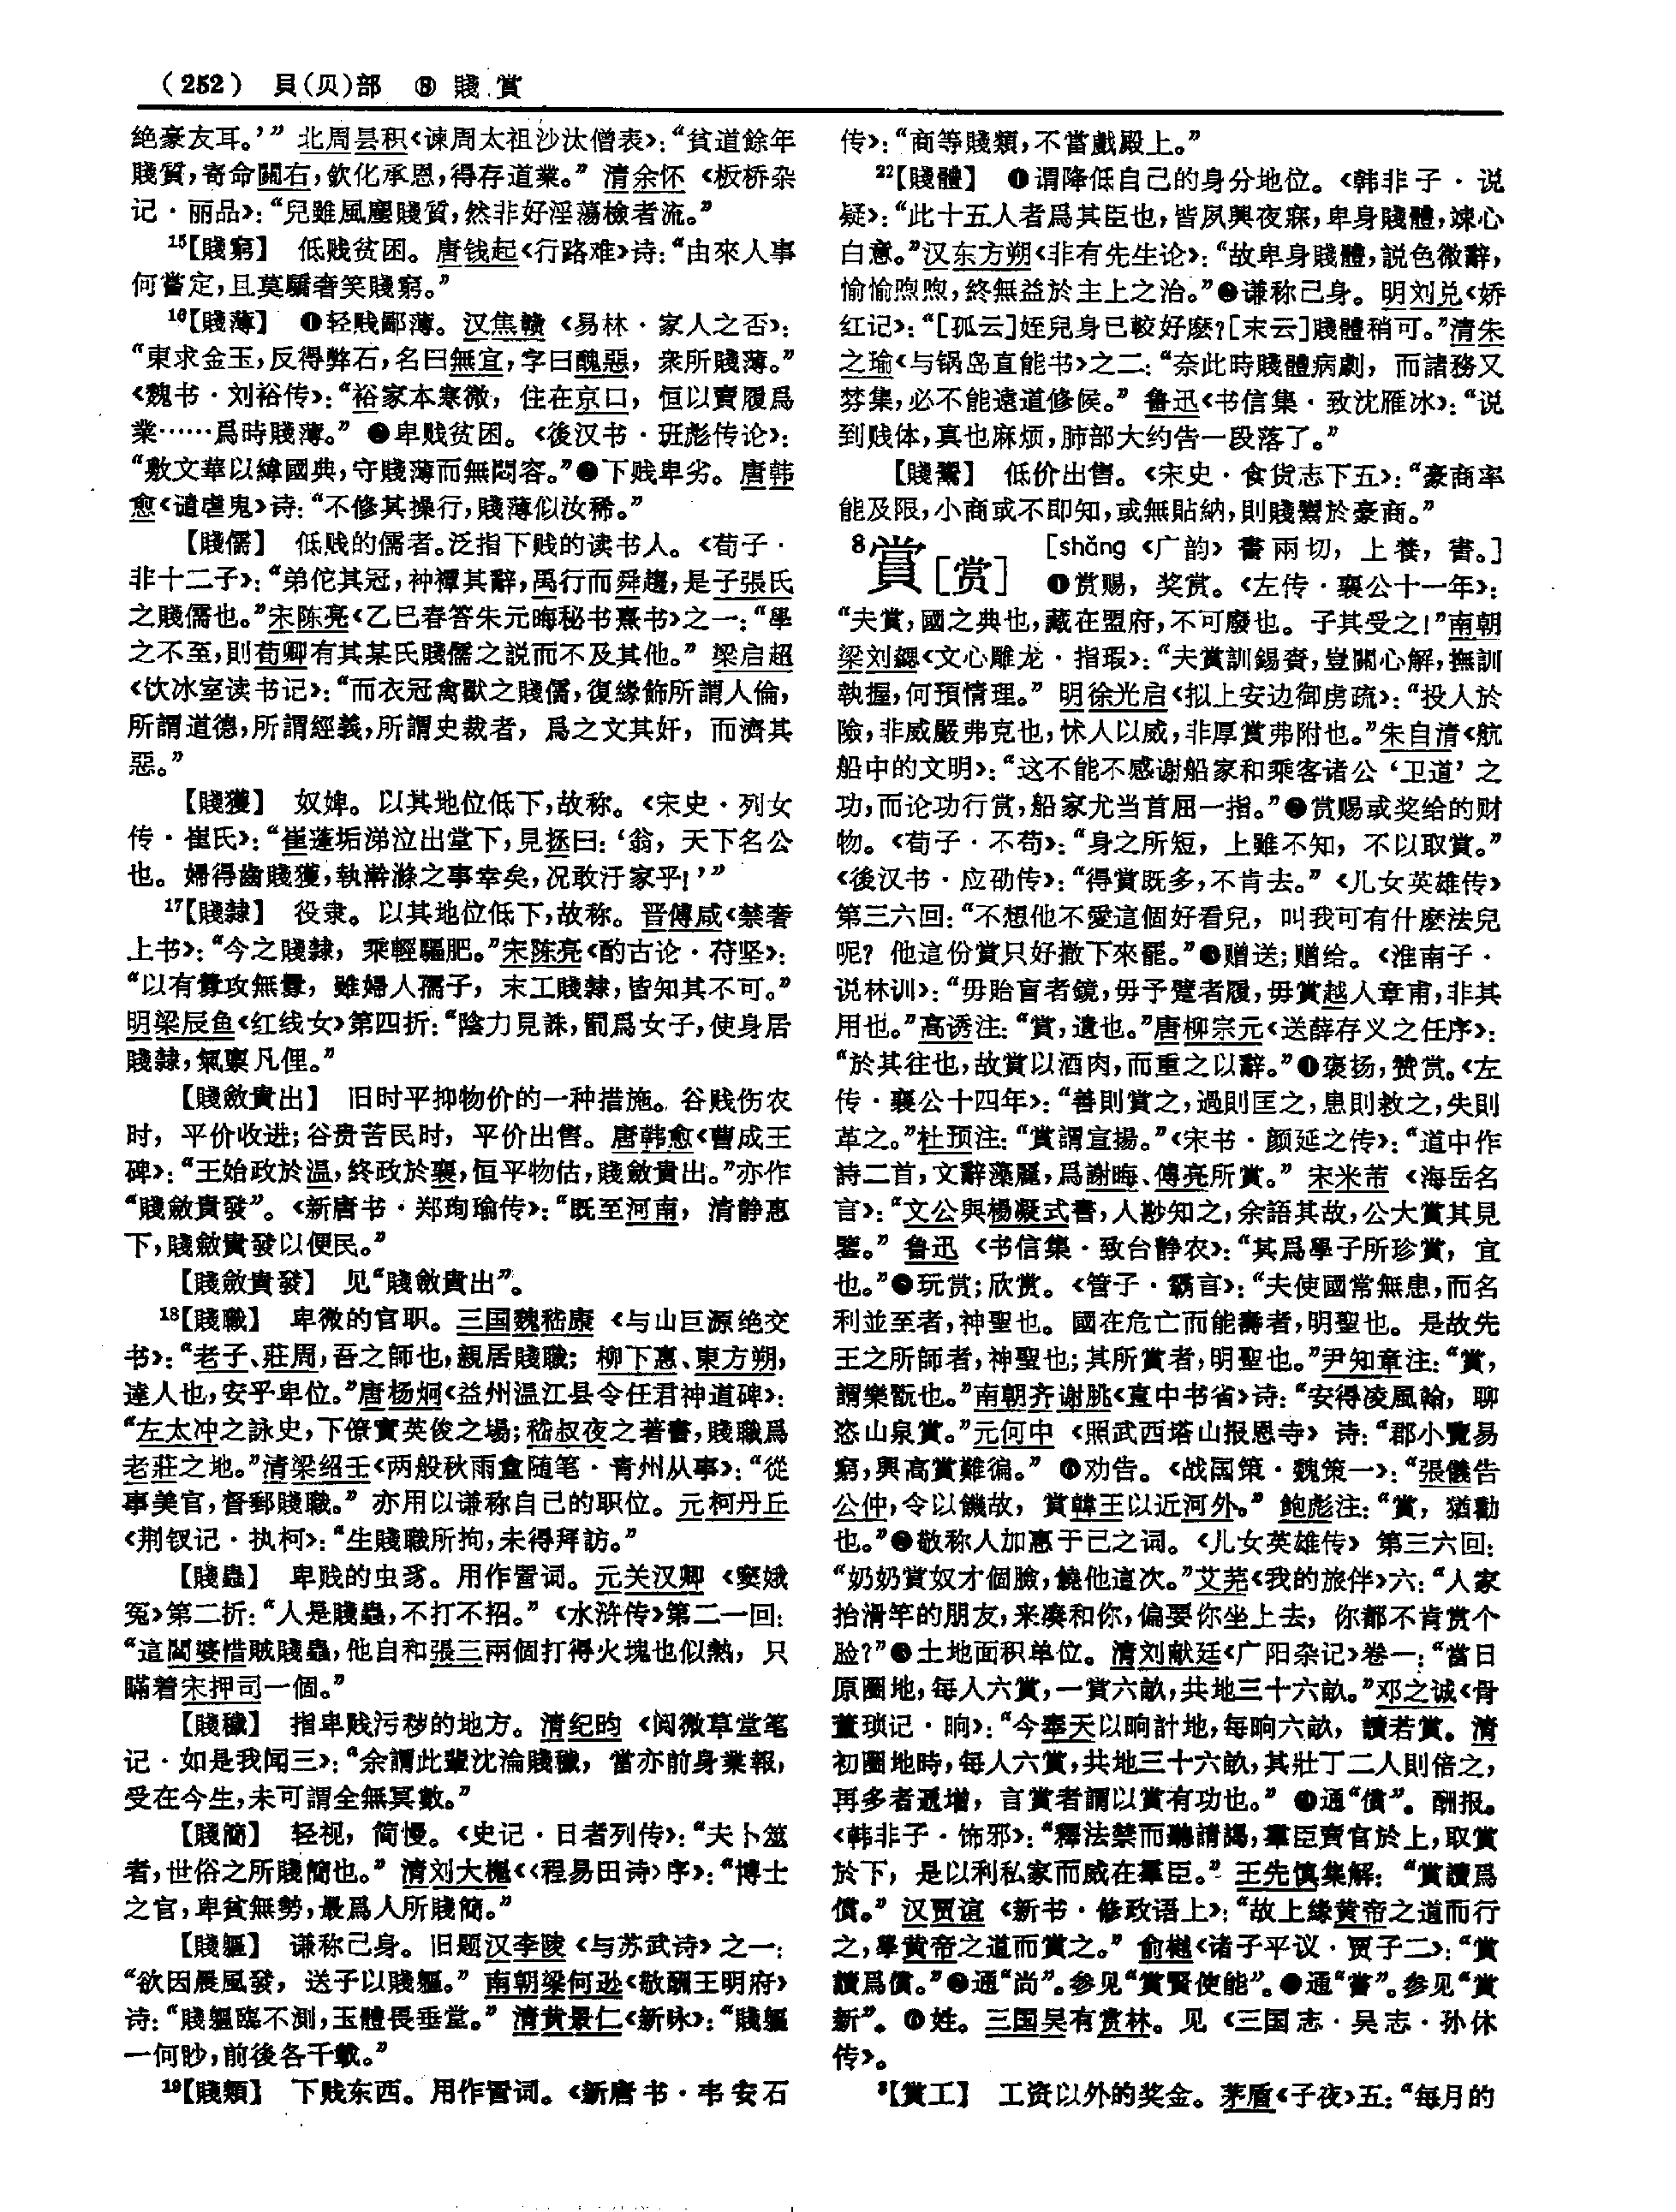 （252） 貝(贝)部 ⑧ 賤 賞
絶豪友耳。’” 北周昙积《谏周太祖沙汰僧表》：“貧道餘年
賤質，寄命關右，欽化承恩，得存道業。” 清余怀《板桥杂
记·丽品》：“兒雖風塵賤質，然非好淫蕩檢者流。”
15【賤窮】 低贱贫困。唐钱起《行路难》诗：“由來人事
何嘗定，且莫驕奢笑賤窮。”
16【賤薄】 ❶轻贱鄙薄。汉焦赣《易林·家人之否》：
“東求金玉，反得弊石，名曰無宜，字曰醜惡，衆所賤薄。”
《魏书·刘裕传》：“裕家本寒微，住在京口，恒以賣履爲
業……爲時賤薄。” ❷卑贱贫困。《後汉书·班彪传论》：
“敷文華以緯國典，守賤薄而無悶容。”❸下贱卑劣。唐韩
愈《谴虐鬼》诗：“不修其操行，賤薄似汝稀。”
【賤儒】 低贱的儒者。泛指下贱的读书人。《荀子·
非十二子》：“弟佗其冠，衶禫其辭，禹行而舜趨，是子張氏
之賤儒也。”宋陈亮《乙巳春答朱元晦秘书熹书》之一：“學
之不至，則荀卿有某氏賤儒之説而不及其他。” 梁启超
《饮冰室读书记》：“而衣冠禽獸之賤儒，復緣飾所謂人倫，
所謂道德，所謂經義，所謂史裁者，爲之文其奸，而濟其
惡。”
【賤獲】 奴婢。以其地位低下，故称。《宋史·列女
传·崔氏》：“崔蓬垢涕泣出堂下，見拯曰：‘翁，天下名公
也。婦得齒賤獲，執澣滌之事幸矣，况敢汙家乎！’”
17【賤隸】 役隶。以其地位低下，故称。晋傅咸《禁奢
上书》：“今之賤隸，乘輕驅肥。”宋陈亮《酌古论·苻坚》：
“以有釁攻無釁，雖婦人孺子，末工賤隸，皆知其不可。”
明梁辰鱼《红线女》第四折：“陰力見誅，罰爲女子，使身居
賤隸，氣禀凡俚。”
【賤斂貴出】 旧时平抑物价的一种措施。谷贱伤农
时，平价收进；谷贵苦民时，平价出售。唐韩愈《曹成王
碑》：“王始政於温，終政於襄，恒平物估，賤斂貴出。”亦作
“賤斂貴發”。《新唐书·郑珣瑜传》：“既至河南，清静惠
下，賤斂貴發以便民。”
【賤斂貴發】 见“賤斂貴出”。
18【賤職】 卑微的官职。三国魏嵇康《与山巨源绝交
书》：“老子、莊周，吾之師也，親居賤職；柳下惠、東方朔，
達人也，安乎卑位。”唐杨炯《益州温江县令任君神道碑》：
“左太冲之詠史，下僚實英俊之場；嵇叔夜之著書，賤職爲
老莊之地。”清梁绍壬《两般秋雨盦随笔·青州从事》：“從
事美官，督郵賤職。” 亦用以谦称自己的职位。元柯丹丘
《荆钗记·执柯》：“生賤職所拘，未得拜訪。”
【賤蟲】 卑贱的虫豸。用作詈词。元关汉卿《窦娥
冤》第二折：“人是賤蟲，不打不招。”《水浒传》第二一回：
“這閻婆惜賊賤蟲，他自和張三兩個打得火塊也似熱，只
瞞着宋押司一個。”
【賤穢】 指卑贱污秽的地方。清纪昀《阅微草堂笔
记·如是我闻三》：“余謂此輩沈淪賤穢，當亦前身業報，
受在今生，未可謂全無冥數。”
【賤簡】 轻视，简慢。《史记·日者列传》：“夫卜筮
者，世俗之所賤簡也。” 清刘大櫆《〈程易田诗〉序》：“博士
之官，卑貧無勢，最爲人所賤簡。”
【賤軀】 谦称己身。旧题汉李陵《与苏武诗》之一：
“欲因晨風發，送子以賤軀。” 南朝梁何逊《敬酬王明府》
诗：“賤軀臨不測，玉體畏垂堂。” 清黄景仁《新咏》：“賤軀
一何眇，前後各千載。”
19【賤類】 下贱东西。用作詈词。《新唐书·韦安石
传》：“商等賤類，不當戲殿上。”
22【賤體】 ❶谓降低自己的身分地位。《韩非子·说
疑》：“此十五人者爲其臣也，皆夙興夜寐，卑身賤體，竦心
白意。”汉东方朔《非有先生论》：“故卑身賤體，説色微辭，
愉愉煦煦，終無益於主上之治。”❷谦称己身。明刘兑《娇
红记》：“[孤云]姪兒身已較好麽？[末云]賤體稍可。”清朱
之瑜《与锅岛直能书》之二：“奈此時賤體病劇，而諸務又
棼集，必不能遠道修候。” 鲁迅《书信集·致沈雁冰》：“说
到贱体，真也麻烦，肺部大约告一段落了。”
【賤鬻】 低价出售。《宋史·食货志下五》：“豪商率
能及限，小商或不即知，或無貼納，則賤鬻於豪商。”
8賞[赏] [shǎng《广韵》書兩切，上養，書。]
❶赏赐，奖赏。《左传·襄公十一年》：
“夫賞，國之典也，藏在盟府，不可廢也。子其受之！”南朝
梁刘勰《文心雕龙·指瑕》：“夫賞訓錫賚，豈關心解，撫訓
執握，何預情理。” 明徐光启《拟上安边御虏疏》：“投人於
險，非威嚴弗克也，怵人以威，非厚賞弗附也。”朱自清《航
船中的文明》：“这不能不感谢船家和乘客诸公‘卫道’之
功，而论功行赏，船家尤当首屈一指。”❷赏赐或奖给的财
物。《荀子·不苟》：“身之所短，上雖不知，不以取賞。”
《後汉书·应劭传》：“得賞既多，不肯去。”《儿女英雄传》
第三六回：“不想他不愛這個好看兒，叫我可有什麽法兒
呢？他這份賞只好撤下來罷。”❸赠送；赠给。《淮南子·
说林训》：“毋貽盲者鏡，毋予躄者履，毋賞越人章甫，非其
用也。”高诱注：“賞，遺也。”唐柳宗元《送薛存义之任序》：
“於其往也，故賞以酒肉，而重之以辭。”❹褒扬，赞赏。《左
传·襄公十四年》：“善則賞之，過則匡之，患則救之，失則
革之。”杜预注：“賞謂宣揚。”《宋书·颜延之传》：“道中作
詩二首，文辭藻麗，爲謝晦、傅亮所賞。” 宋米芾《海岳名
言》：“文公與楊凝式書，人尠知之，余語其故，公大賞其見
鑒。” 鲁迅《书信集·致台静农》：“其爲學子所珍賞，宜
也。”❺玩赏；欣赏。《管子·霸言》：“夫使國常無患，而名
利並至者，神聖也。國在危亡而能壽者，明聖也。是故先
王之所師者，神聖也；其所賞者，明聖也。”尹知章注：“賞，
謂樂翫也。”南朝齐谢朓《直中书省》诗：“安得凌風翰，聊
恣山泉賞。”元何中《照武西塔山报恩寺》诗：“郡小覽易
窮，興高賞難徧。” ❻劝告。《战国策·魏策一》：“張儀告
公仲，令以饑故，賞韓王以近河外。” 鲍彪注：“賞，猶勸
也。”❼敬称人加惠于己之词。《儿女英雄传》第三六回：
“奶奶賞奴才個臉，饒他這次。”艾芜《我的旅伴》六：“人家
抬滑竿的朋友，来凑和你，偏要你坐上去，你都不肯赏个
脸？”❽土地面积单位。清刘献廷《广阳杂记》卷一：“當日
原圈地，每人六賞，一賞六畝，共地三十六畝。”邓之诚《骨
董琐记·晌》：“今奉天以晌計地，每晌六畝，讀若賞。清
初圈地時，每人六賞，共地三十六畝，其壯丁二人則倍之，
再多者遞增，言賞者謂以賞有功也。” ❾通“償”。酬报。
《韩非子·饰邪》：“釋法禁而聽請謁，羣臣賣官於上，取賞
於下，是以利私家而威在羣臣。” 王先慎集解：“賞讀爲
償。” 汉贾谊《新书·修政语上》：“故上緣黄帝之道而行
之，學黄帝之道而賞之。” 俞樾《诸子平议·贾子二》：“賞
讀爲償。”❿通“尚”。参见“賞賢使能”。⓫通“嘗”。参见“賞
新”。⓬姓。三国吴有赏林。见《三国志·吴志·孙休
传》。
3【賞工】 工资以外的奖金。茅盾《子夜》五：“每月的